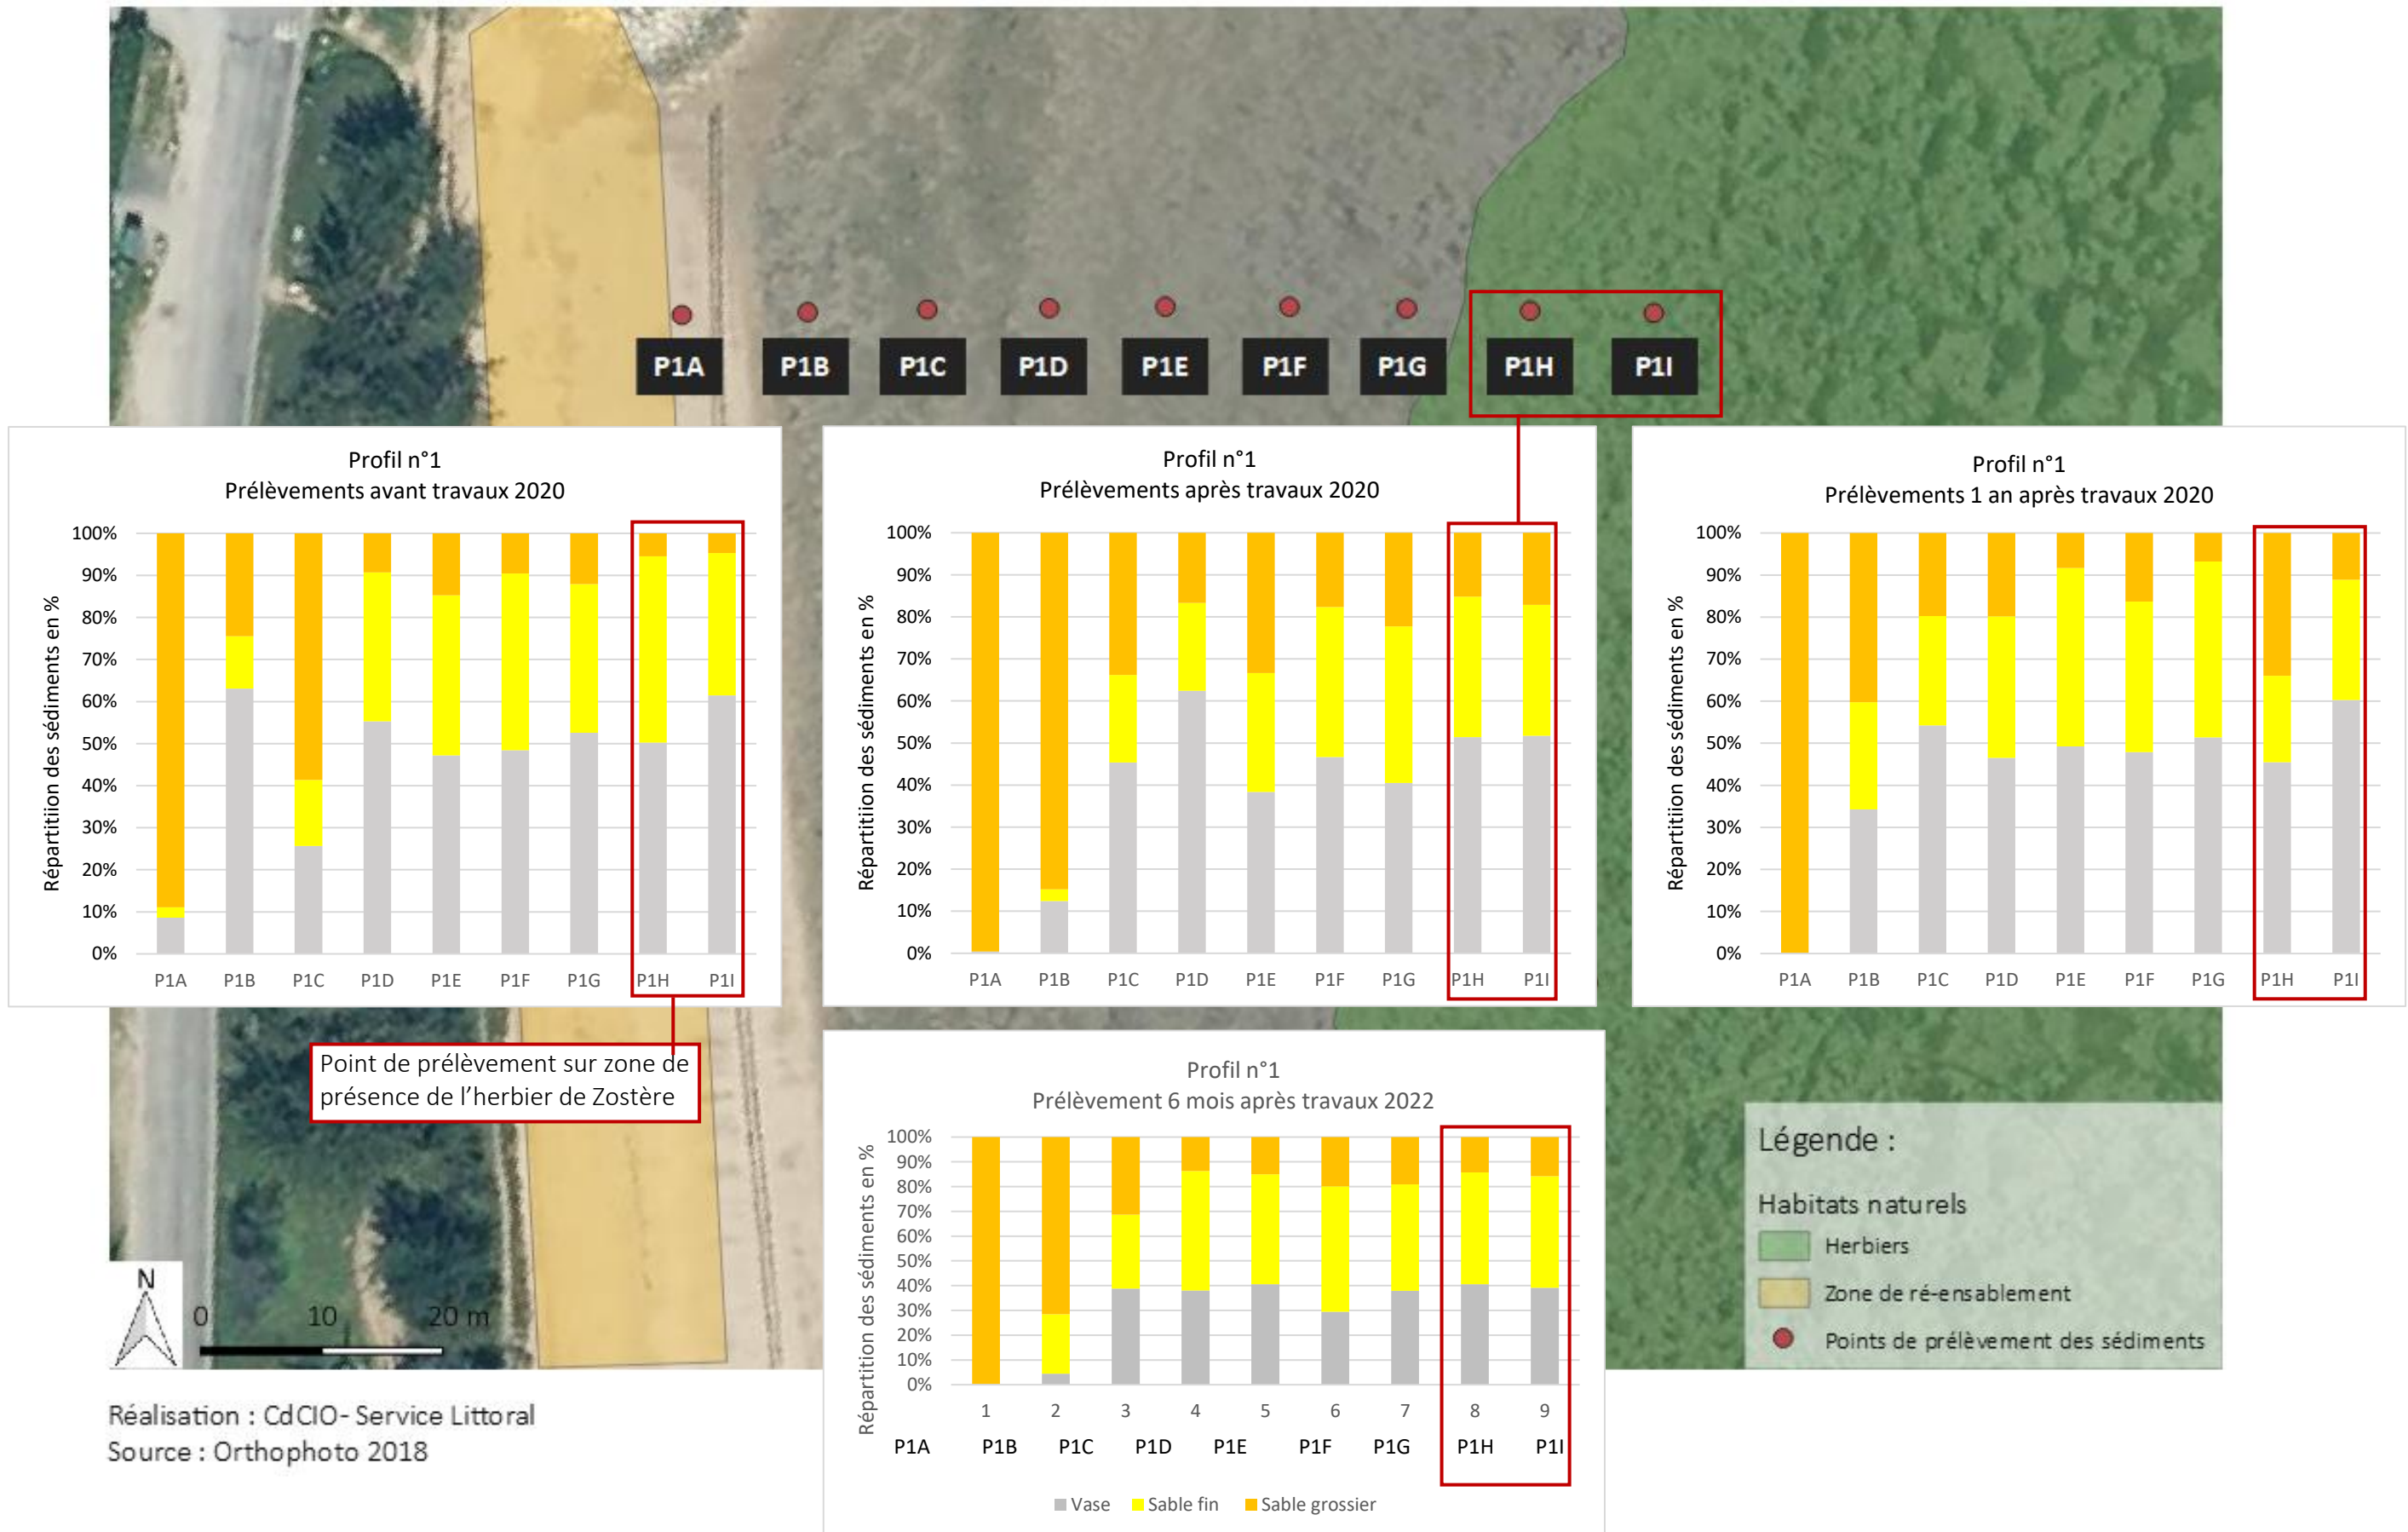 P1A P1B P1C P1D P1E P1F P1G P1H P1I
Profil n°1
Prélèvements avant travaux 2020
Répartition des sédiments en %
100%
90%
80%
70%
60%
50%
40%
30%
20%
10%
0%
P1A P1B P1C P1D P1E P1F P1G P1H P1I
Profil n°1
Prélèvements après travaux 2020
Répartition des sédiments en %
100%
90%
80%
70%
60%
50%
40%
30%
20%
10%
0%
P1A P1B P1C P1D P1E P1F P1G P1H P1I
Profil n°1
Prélèvements 1 an après travaux 2020
Répartition des sédiments en %
100%
90%
80%
70%
60%
50%
40%
30%
20%
10%
0%
P1A P1B P1C P1D P1E P1F P1G P1H P1I
Point de prélèvement sur zone de
présence de l'herbier de Zostère
Profil n°1
Prélèvement 6 mois après travaux 2022
Répartition des sédiments en %
100%
90%
80%
70%
60%
50%
40%
30%
20%
10%
0%
1 2 3 4 5 6 7 8 9
P1A P1B P1C P1D P1E P1F P1G P1H P1I
Vase Sable fin Sable grossier
Légende :
Habitats naturels
Herbiers
Zone de ré-ensablement
Points de prélèvement des sédiments
N
0 10 20 m
Réalisation : CdCIO- Service Littoral
Source : Orthophoto 2018